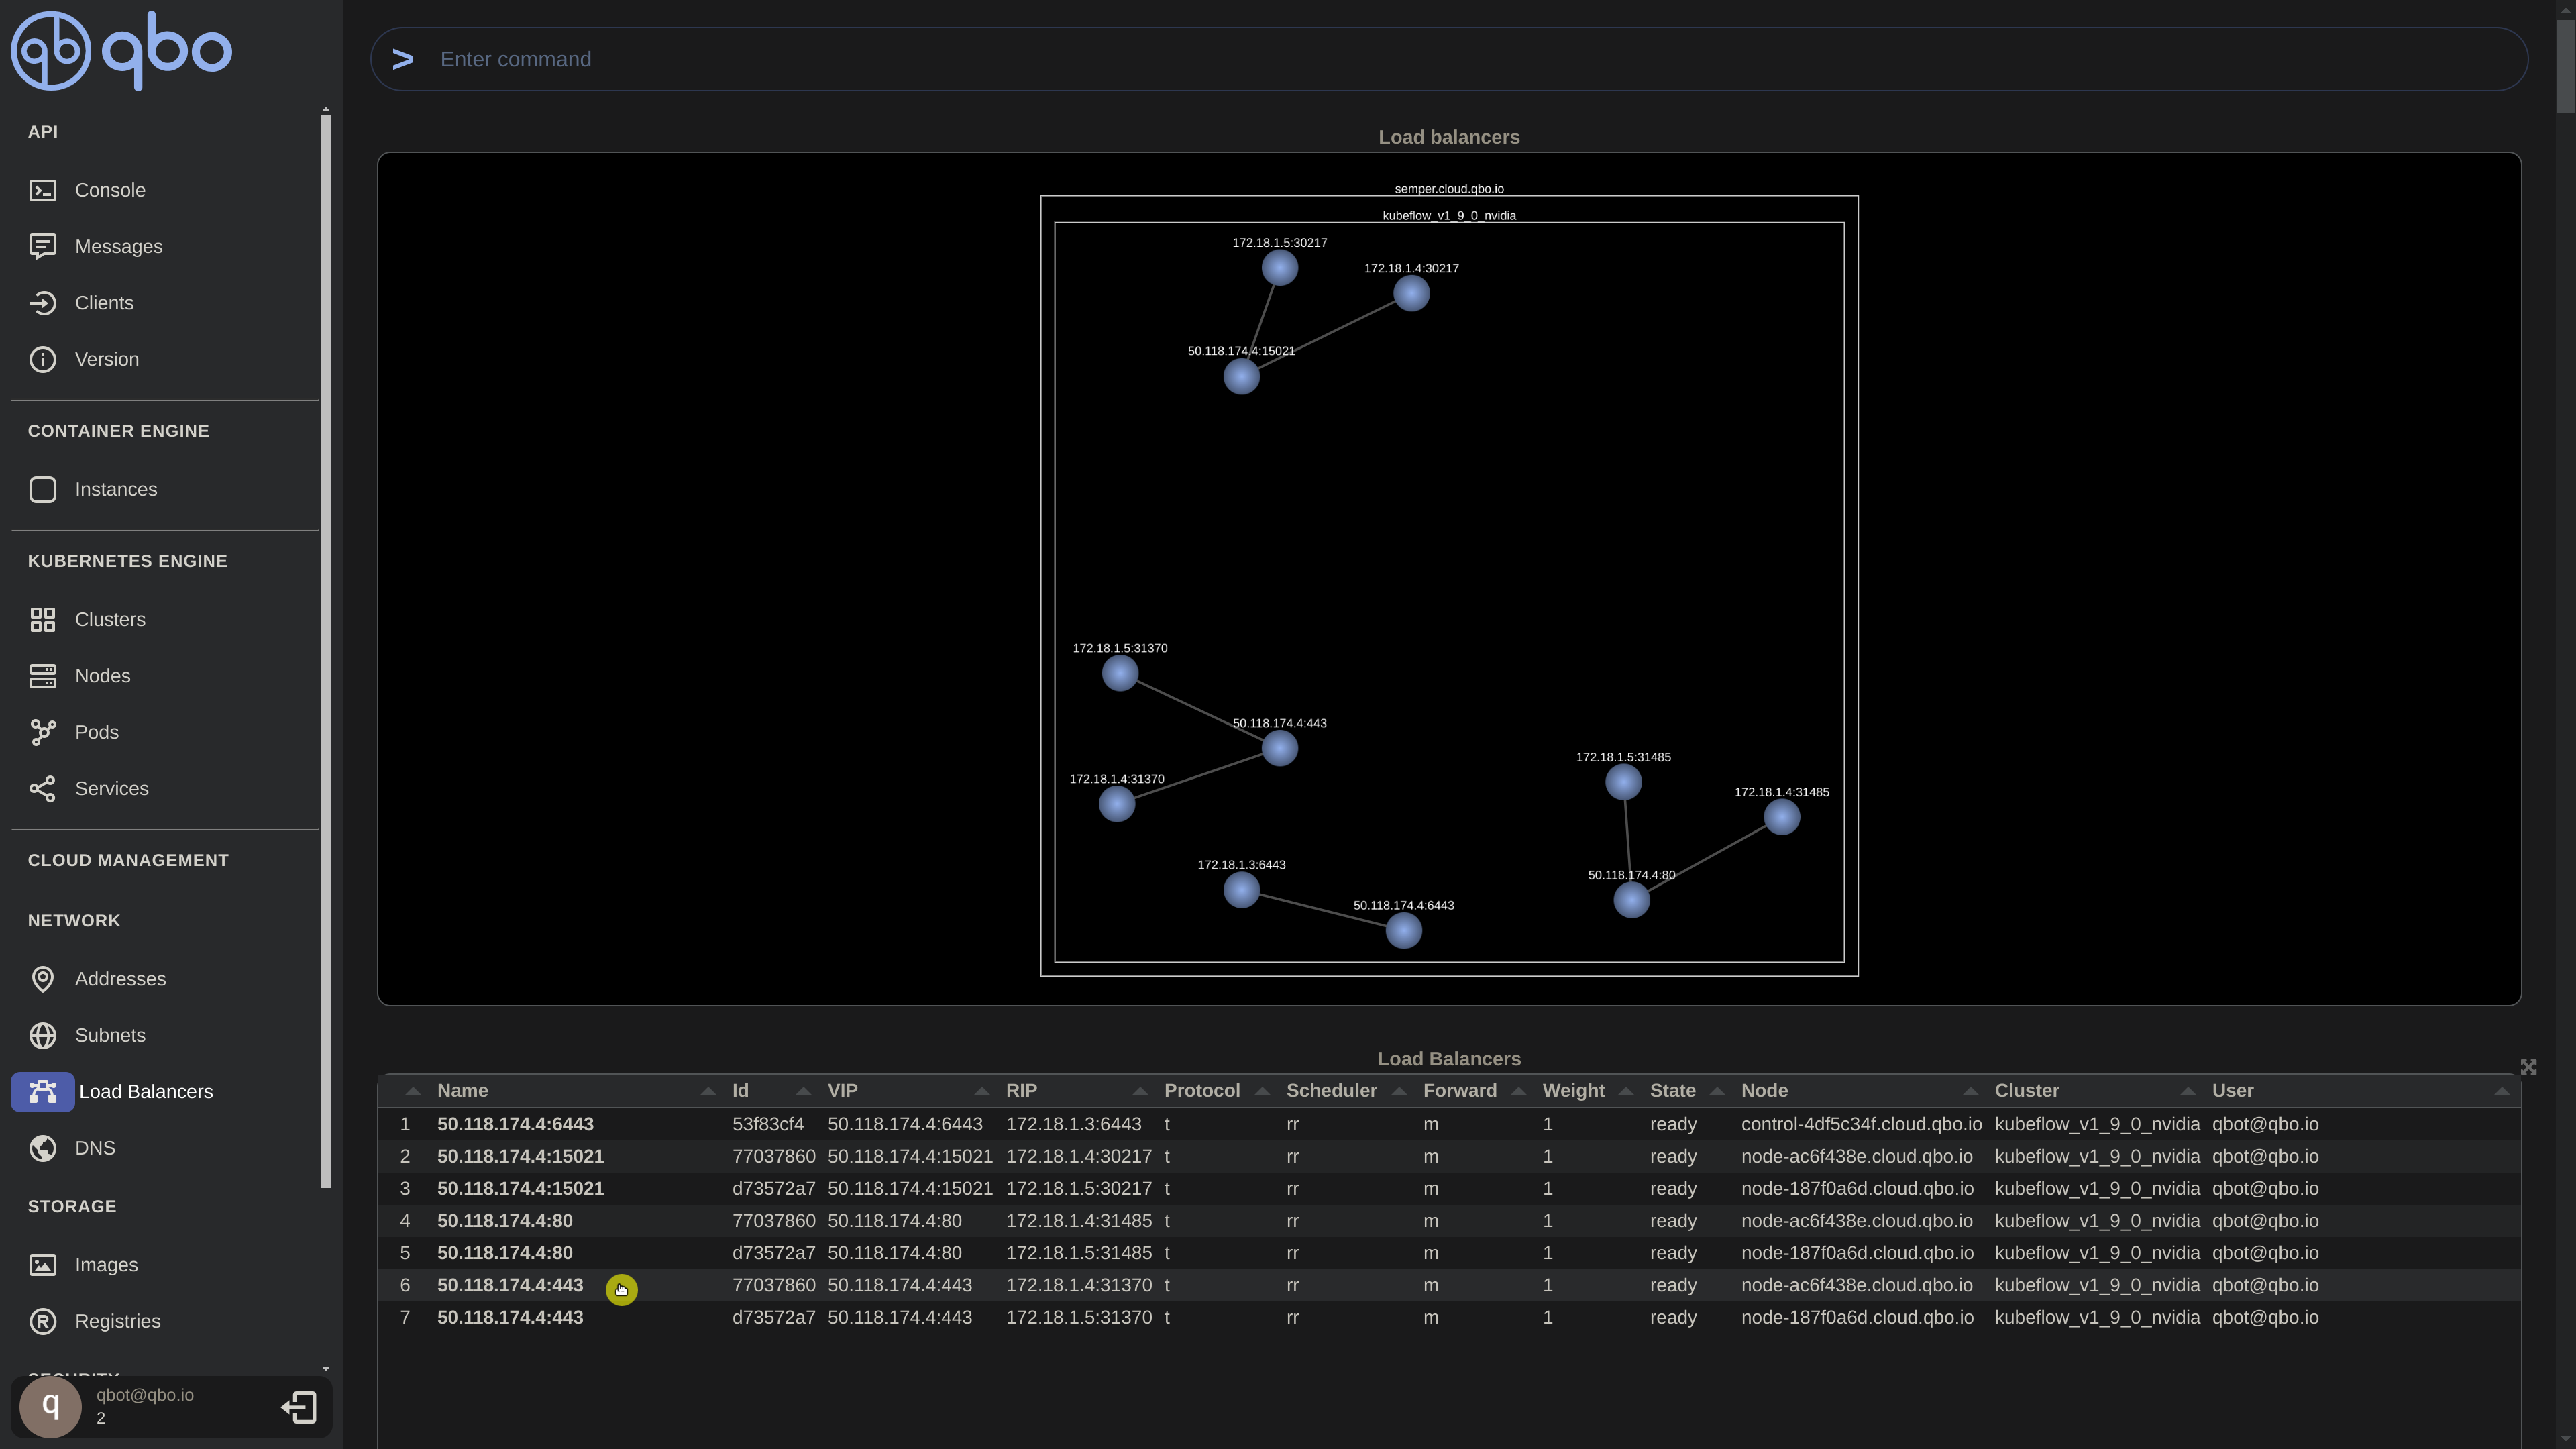 qb qbo
> Enter command
API
Console
Messages
Clients
Version
CONTAINER ENGINE
Instances
KUBERNETES ENGINE
Clusters
Nodes
Pods
Services
CLOUD MANAGEMENT
NETWORK
Addresses
Subnets
Load Balancers
DNS
STORAGE
Images
Registries
SECURITY
q
qbot@qbo.io
2
Load balancers
semper.cloud.qbo.io
kubeflow_v1_9_0_nvidia
172.18.1.5:30217
172.18.1.4:30217
50.118.174.4:15021
172.18.1.5:31370
50.118.174.4:443
172.18.1.4:31370
172.18.1.5:31485
172.18.1.4:31485
50.118.174.4:80
172.18.1.3:6443
50.118.174.4:6443
Load Balancers
Name Id VIP RIP Protocol Scheduler Forward Weight State Node Cluster User
1 50.118.174.4:6443 53f83cf4 50.118.174.4:6443 172.18.1.3:6443 t rr m 1 ready control-4df5c34f.cloud.qbo.io kubeflow_v1_9_0_nvidia qbot@qbo.io
2 50.118.174.4:15021 77037860 50.118.174.4:15021 172.18.1.4:30217 t rr m 1 ready node-ac6f438e.cloud.qbo.io kubeflow_v1_9_0_nvidia qbot@qbo.io
3 50.118.174.4:15021 d73572a7 50.118.174.4:15021 172.18.1.5:30217 t rr m 1 ready node-187f0a6d.cloud.qbo.io kubeflow_v1_9_0_nvidia qbot@qbo.io
4 50.118.174.4:80 77037860 50.118.174.4:80 172.18.1.4:31485 t rr m 1 ready node-ac6f438e.cloud.qbo.io kubeflow_v1_9_0_nvidia qbot@qbo.io
5 50.118.174.4:80 d73572a7 50.118.174.4:80 172.18.1.5:31485 t rr m 1 ready node-187f0a6d.cloud.qbo.io kubeflow_v1_9_0_nvidia qbot@qbo.io
6 50.118.174.4:443 77037860 50.118.174.4:443 172.18.1.4:31370 t rr m 1 ready node-ac6f438e.cloud.qbo.io kubeflow_v1_9_0_nvidia qbot@qbo.io
7 50.118.174.4:443 d73572a7 50.118.174.4:443 172.18.1.5:31370 t rr m 1 ready node-187f0a6d.cloud.qbo.io kubeflow_v1_9_0_nvidia qbot@qbo.io